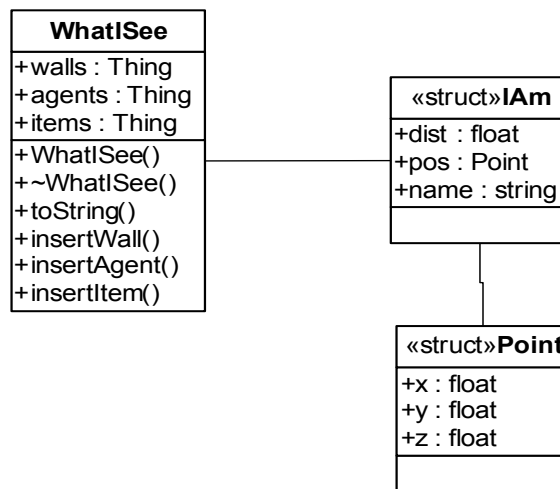 WhatISee
+walls : Thing
+agents : Thing
+items : Thing
+WhatISee()
+~WhatISee()
+toString()
+insertWall()
+insertAgent()
+insertItem()
«struct»IAm
+dist : float
+pos : Point
+name : string
«struct»Point
+x : float
+y : float
+z : float